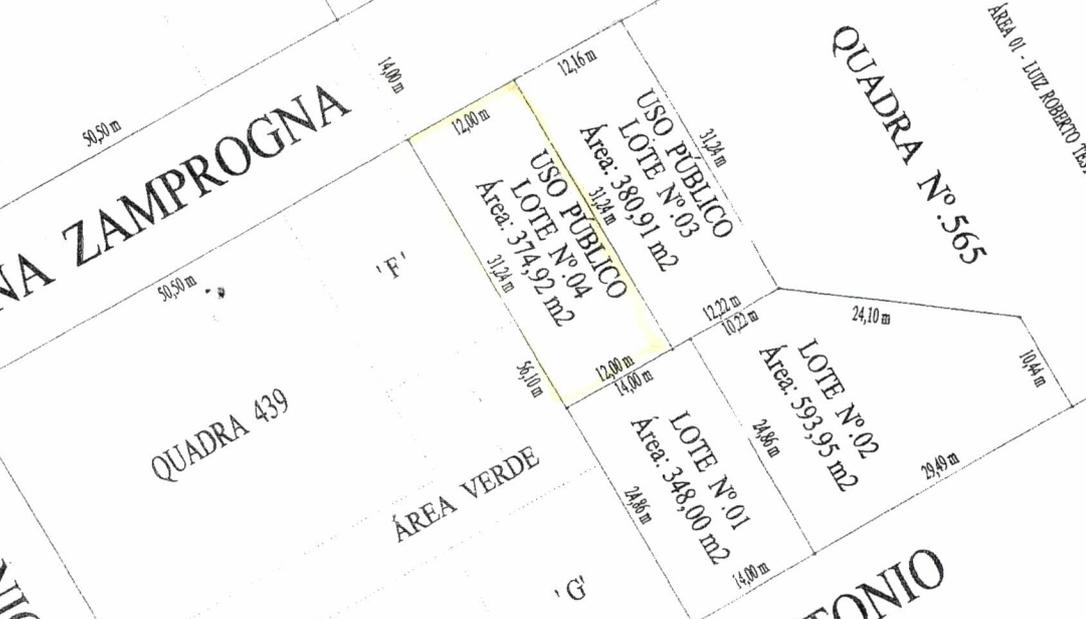 50,50 m
14,00 m
ZAMPROGNA
12,00 m
12,16 m
31,24 m
USO PÚBLICO
LOTE Nº.03
Área: 380,91 m2
31,24 m
USO PÚBLICO
LOTE Nº.04
Área: 374,92 m2
31,24 m
QUADRA Nº.565
ÁREA 01 - LUIZ ROBERTO
50,50 m
'F'
56,10 m
12,00 m
14,00 m
12,22 m
10,22 m
24,10 m
10,44 m
QUADRA 439
ÁREA VERDE
LOTE Nº.02
Área: 593,95 m2
24,86 m
29,49 m
LOTE Nº.01
Área: 348,00 m2
24,86 m
14,00 m
'G'